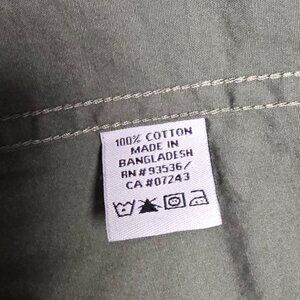 100% COTTON
MADE IN
BANGLADESH
RN#93536/
CA#07243